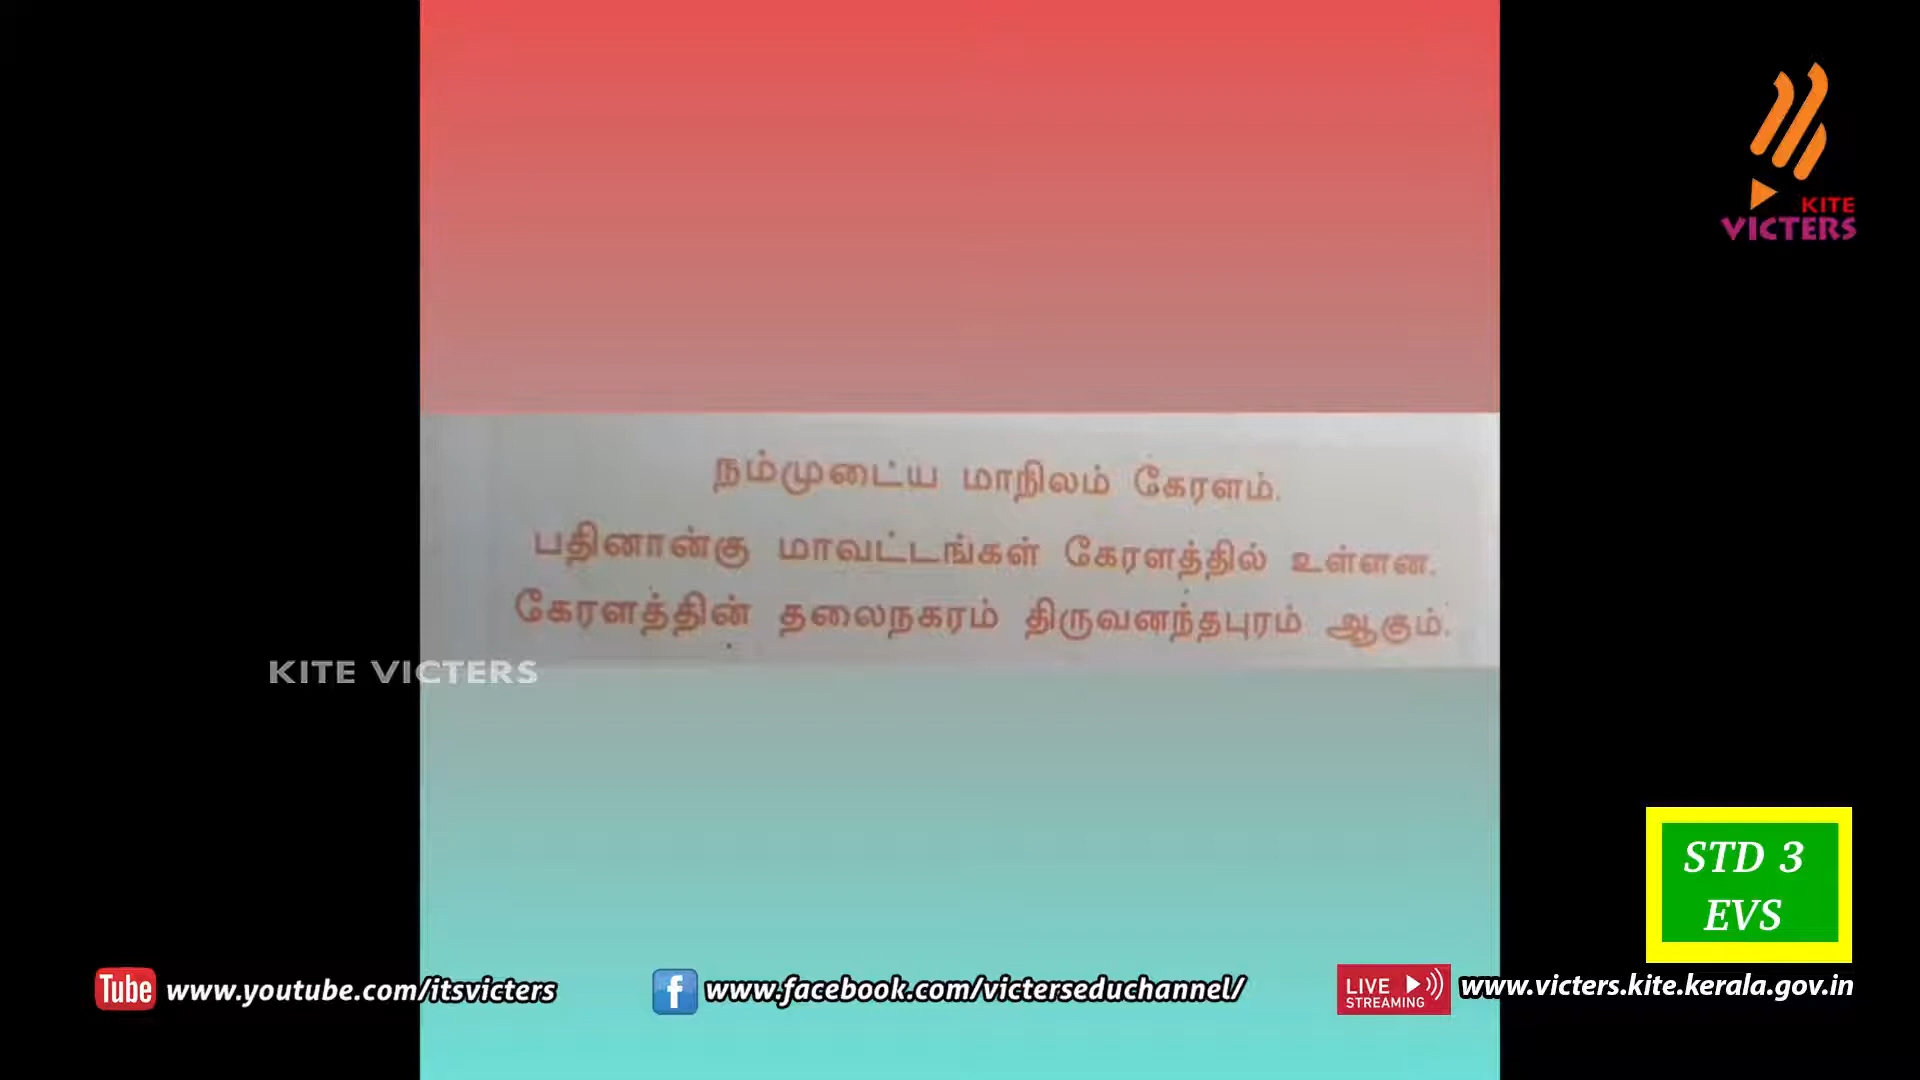 KITE
VICTERS
நம்முடைய மாநிலம் கேரளம்.
பதினான்கு மாவட்டங்கள் கேரளத்தில் உள்ளன.
கேரளத்தின் தலைநகரம் திருவனந்தபுரம் ஆகும்.
KITE VICTERS
STD 3
EVS
Tube www.youtube.com/itsvicters
f www.facebook.com/victerseduchannel/
LIVE STREAMING www.victers.kite.kerala.gov.in